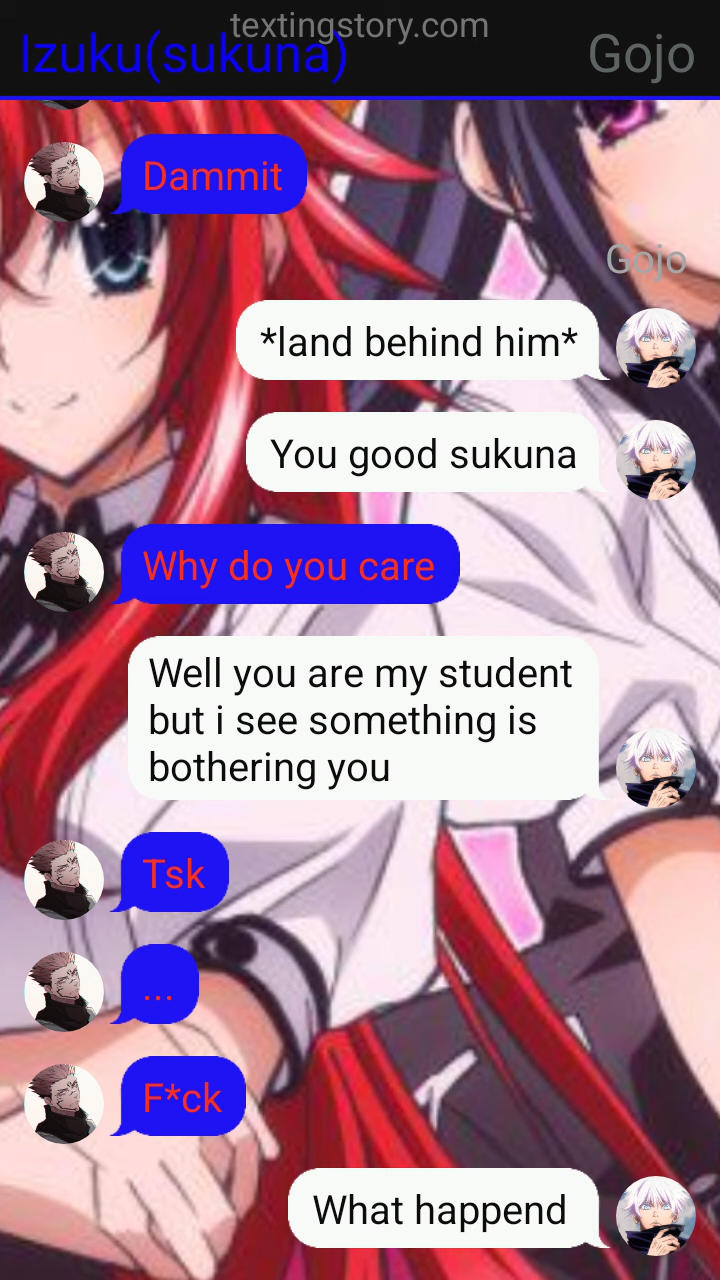 textingstory.com
Izuku(sukuna)
Gojo
Dammit
Gojo
*land behind him*
You good sukuna
Why do you care
Well you are my student
but i see something is
bothering you
Tsk
...
F*ck
What happend